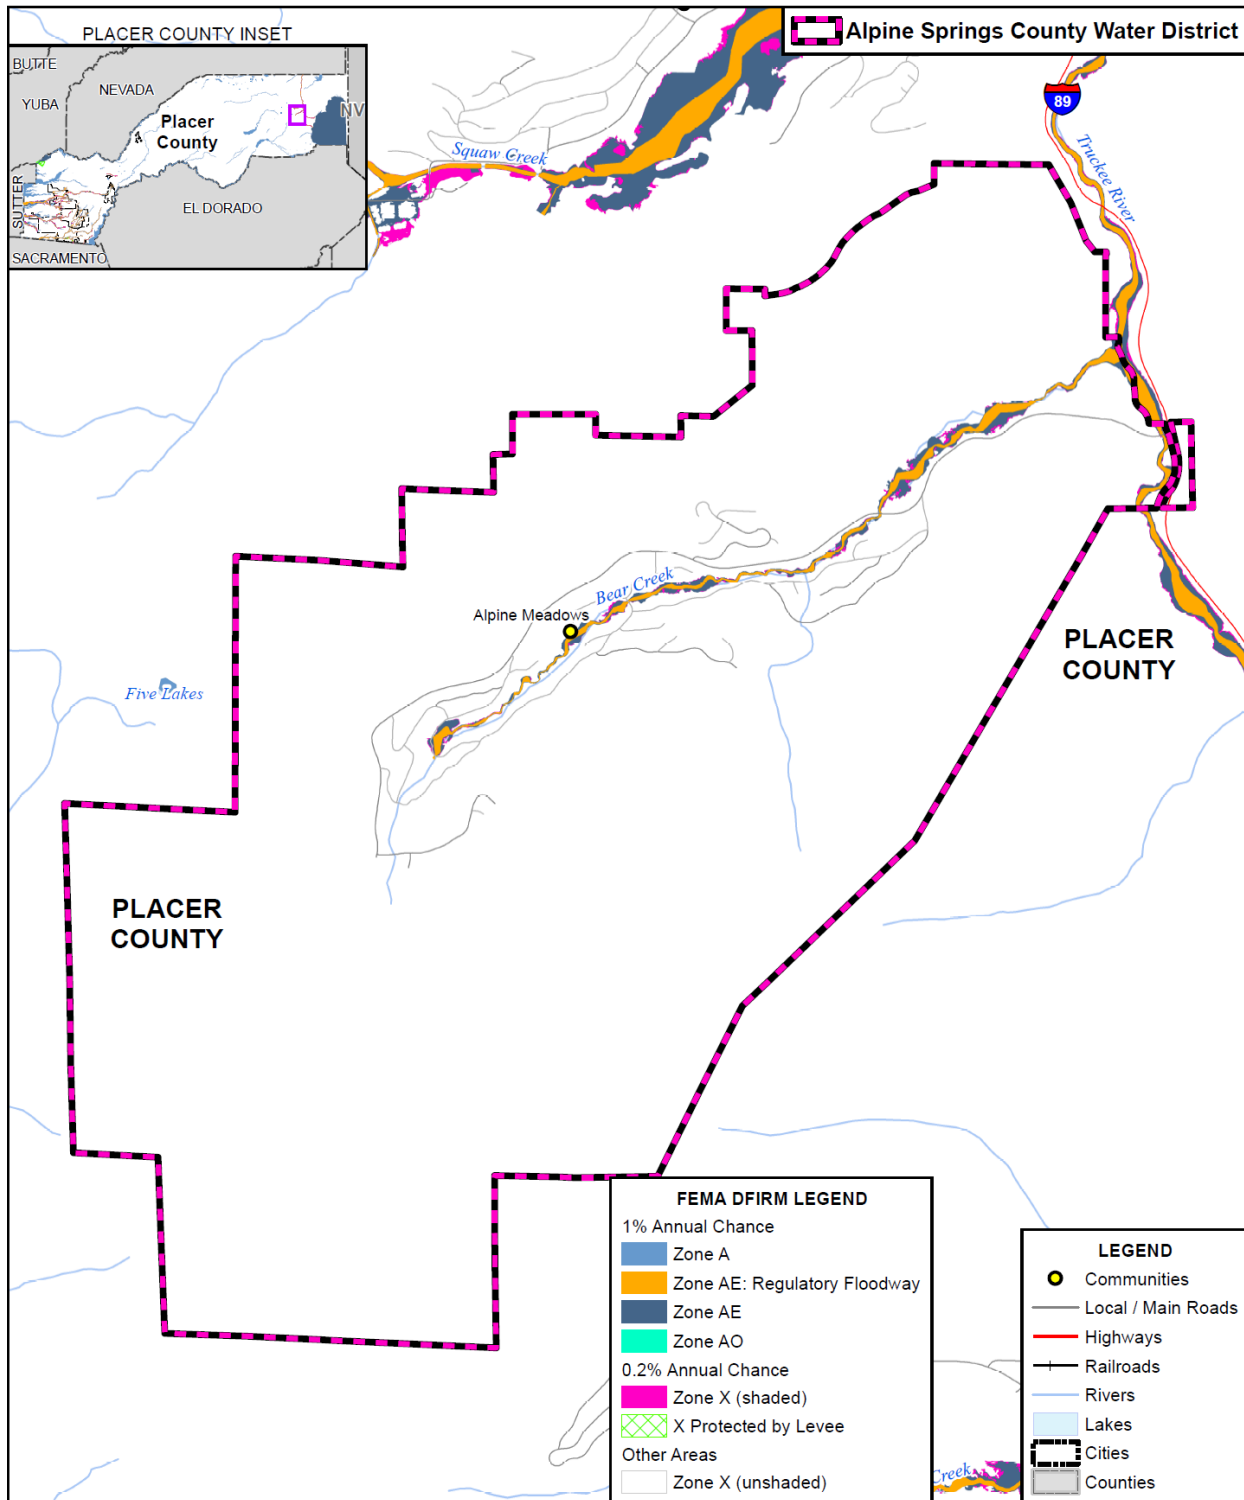 PLACER COUNTY INSET
BUTTE
NEVADA
YUBA
NV
Placer
County
SUTTER
EL DORADO
SACRAMENTO
Alpine Springs County Water District
89
Squaw Creek
Truckee River
Bear Creek
Alpine Meadows
Five Lakes
PLACER
COUNTY
PLACER
COUNTY
FEMA DFIRM LEGEND
1% Annual Chance
Zone A
Zone AE: Regulatory Floodway
Zone AE
Zone AO
0.2% Annual Chance
Zone X (shaded)
X Protected by Levee
Other Areas
Zone X (unshaded)
LEGEND
Communities
Local / Main Roads
Highways
Railroads
Rivers
Lakes
Cities
Counties
Creek